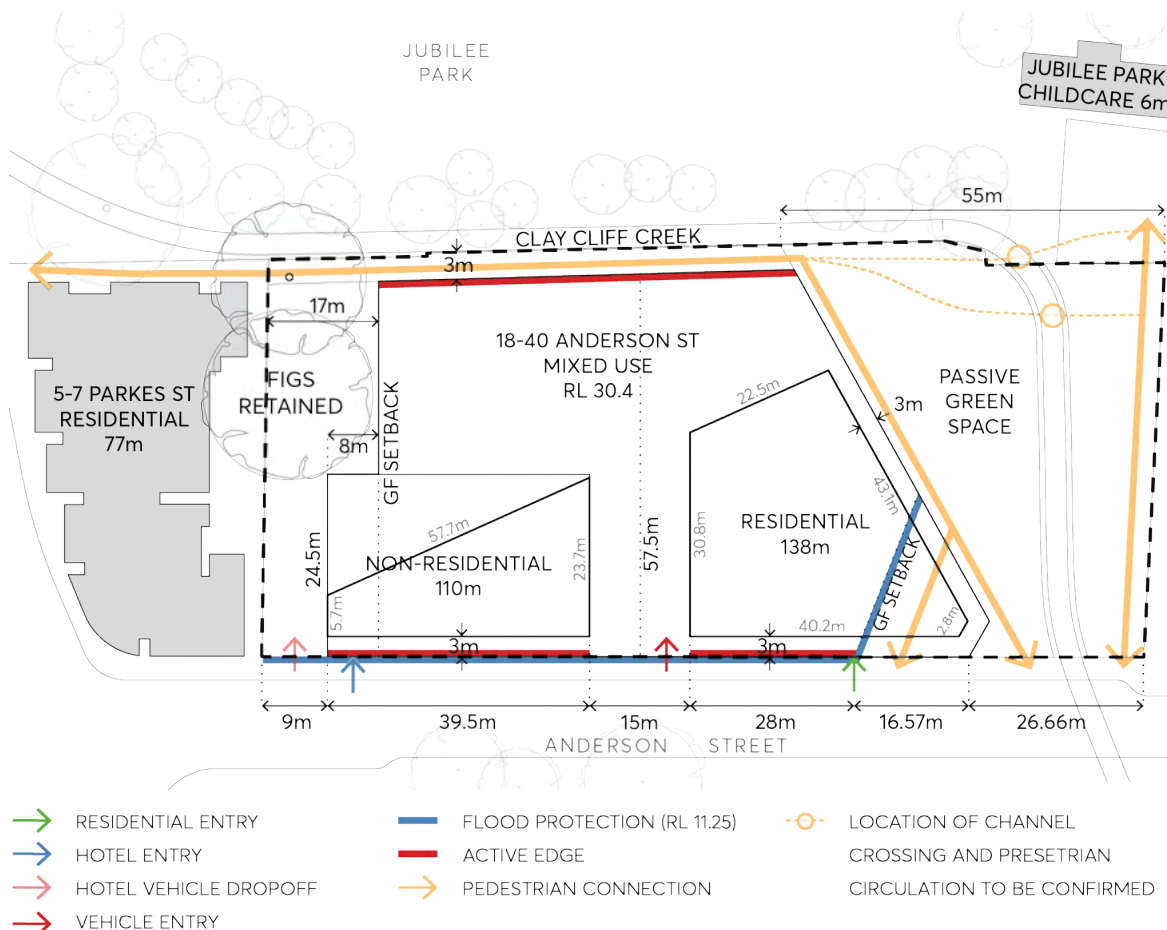 JUBILEE
PARK
JUBILEE PARK
CHILDCARE 6m
55m
CLAY CLIFF CREEK
3m
17m
18-40 ANDERSON ST
MIXED USE
RL 30.4
5-7 PARKES ST
RESIDENTIAL
77m
FIGS
RETAINED
GF SETBACK
8m
22.5m
3m
PASSIVE
GREEN
SPACE
43.1m
57.7m
24.5m
NON-RESIDENTIAL
110m
23.7m
57.5m
30.8m
RESIDENTIAL
138m
GF SETBACK
5.7m
3m
40.2m
3m
2.8m
9m
39.5m
15m
28m
16.57m
26.66m
ANDERSON STREET
RESIDENTIAL ENTRY
HOTEL ENTRY
HOTEL VEHICLE DROPOFF
VEHICLE ENTRY
FLOOD PROTECTION (RL 11.25)
ACTIVE EDGE
PEDESTRIAN CONNECTION
LOCATION OF CHANNEL
CROSSING AND PRESETRIAN
CIRCULATION TO BE CONFIRMED